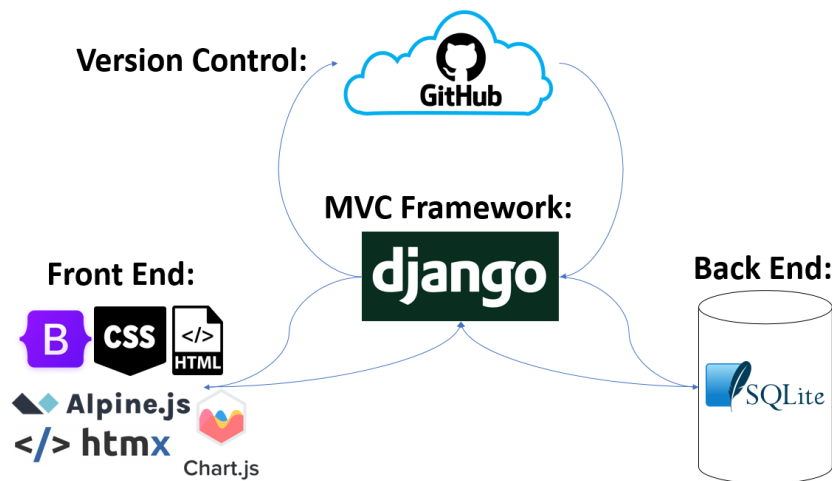 Version Control:
GitHub
MVC Framework:
django
Front End:
Back End:
B
CSS
</>
HTML
Alpine.js
</> htmx
Chart.js
SQLite